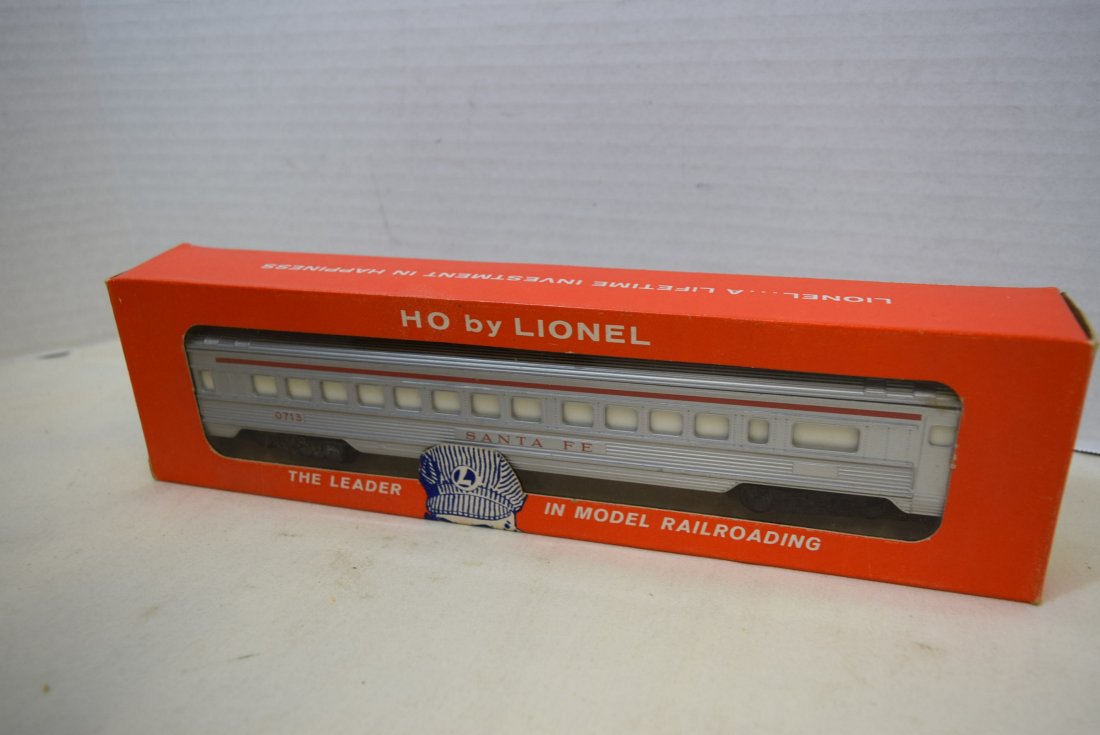 LIONEL.... A LIFETIME INVESTMENT IN HAPPINESS
HO by LIONEL
0713
SANTA FE
THE LEADER
L
IN MODEL RAILROADING